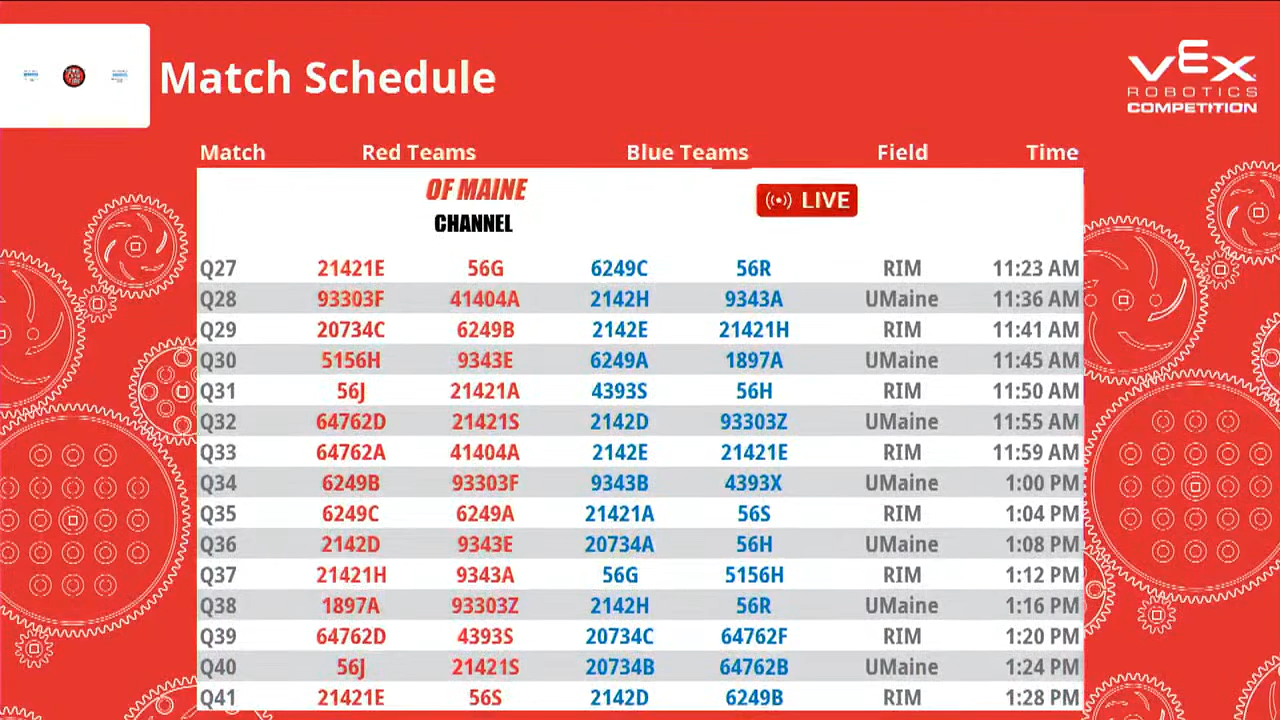 Match Schedule
VEX
ROBOTICS
COMPETITION
Match Red Teams Blue Teams Field Time
OF MAINE
CHANNEL
LIVE
Q27 21421E 56G 6249C 56R RIM 11:23 AM
Q28 93303F 41404A 2142H 9343A UMaine 11:36 AM
Q29 20734C 6249B 2142E 21421H RIM 11:41 AM
Q30 5156H 9343E 6249A 1897A UMaine 11:45 AM
Q31 56J 21421A 4393S 56H RIM 11:50 AM
Q32 64762D 21421S 2142D 93303Z UMaine 11:55 AM
Q33 64762A 41404A 2142E 21421E RIM 11:59 AM
Q34 6249B 93303F 9343B 4393X UMaine 1:00 PM
Q35 6249C 6249A 21421A 56S RIM 1:04 PM
Q36 2142D 9343E 20734A 56H UMaine 1:08 PM
Q37 21421H 9343A 56G 5156H RIM 1:12 PM
Q38 1897A 93303Z 2142H 56R UMaine 1:16 PM
Q39 64762D 4393S 20734C 64762F RIM 1:20 PM
Q40 56J 21421S 20734B 64762B UMaine 1:24 PM
Q41 21421E 56S 2142D 6249B RIM 1:28 PM